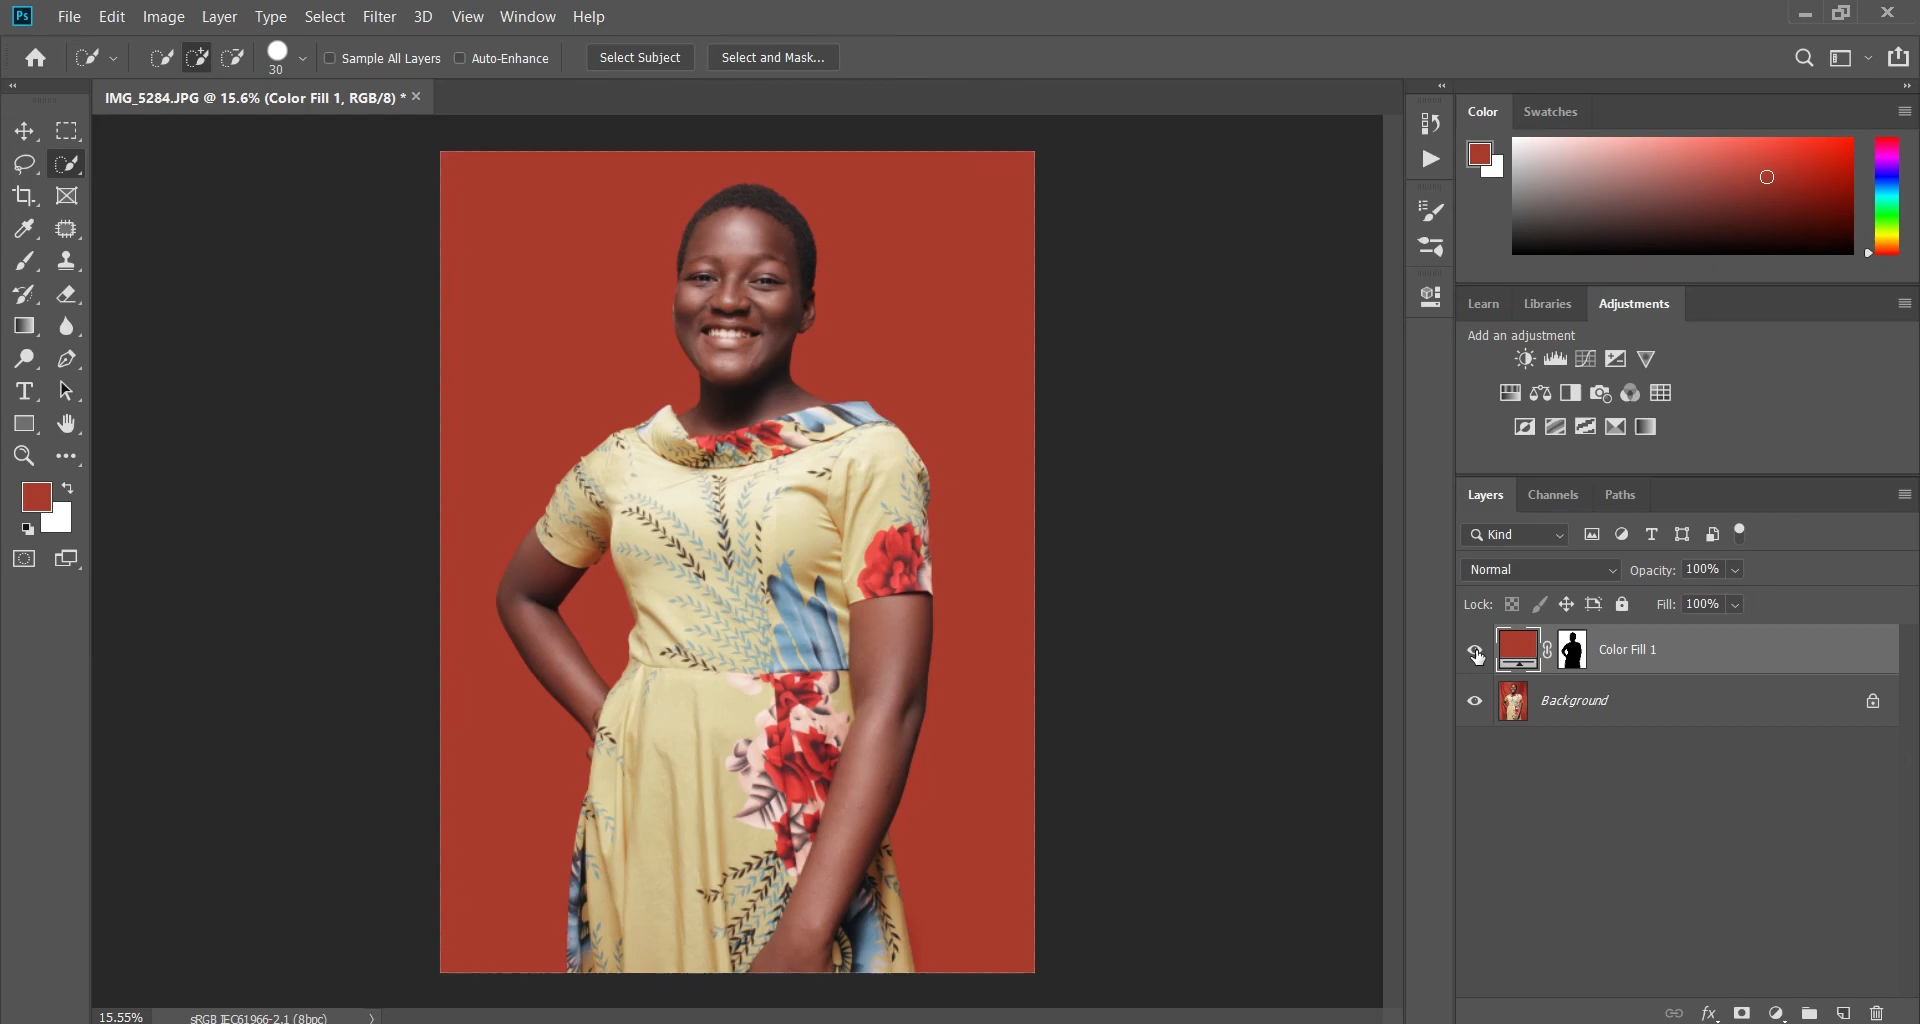 Ps File Edit Image Layer Type Select Filter 3D View Window Help
30 Sample All Layers Auto-Enhance Select Subject Select and Mask...
IMG_5284.JPG @ 15.6% (Color Fill 1, RGB/8) * ×
Color Swatches
Learn Libraries Adjustments
Add an adjustment
Layers Channels Paths
Kind
Normal Opacity: 100%
Lock: Fill: 100%
Color Fill 1
Background
15.55% sRGB IEC61966-2.1 (8bpc)